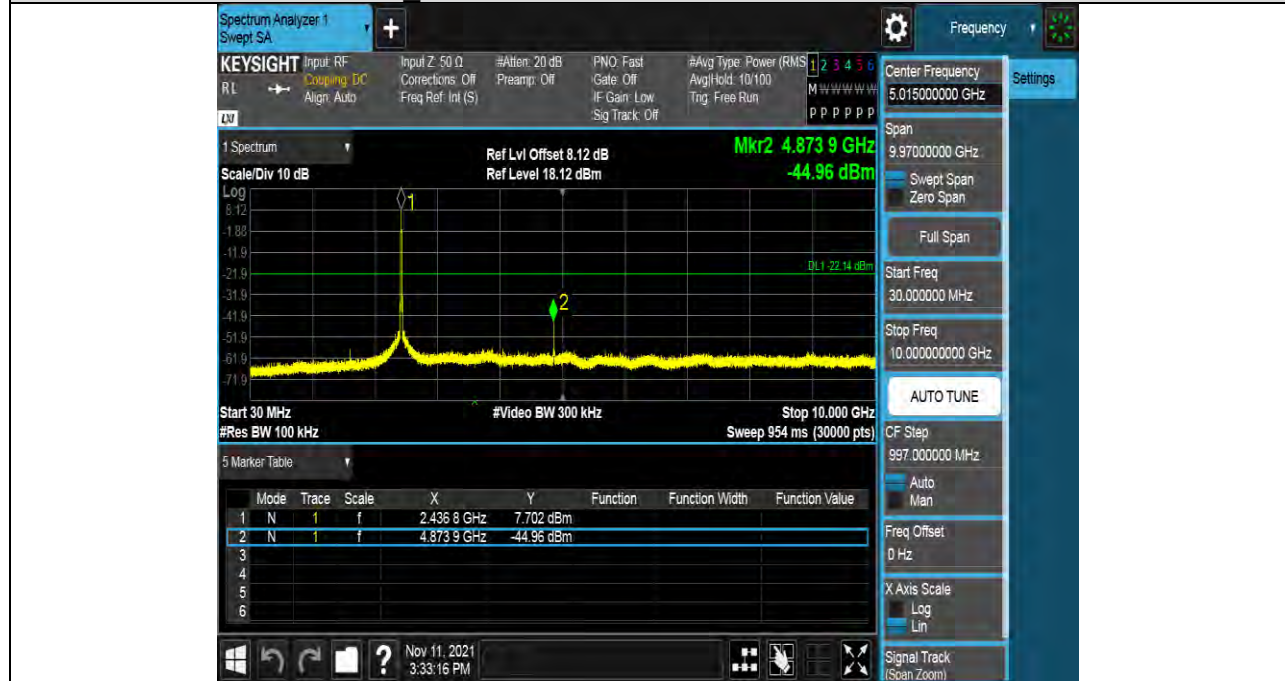 Spectrum Analyzer 1
Swept SA
+
Frequency
KEYSIGHT Input: RF Input Z: 50 Ω #Atten: 20 dB PNO: Fast #Avg Type: Power (RMS 1 2 3 4 5 6
RL Coupling: DC Corrections: Off Preamp: Off Gate: Off Avg|Hold: 10/100 M W W W W W
Align: Auto Freq Ref: Int (S) IF Gain: Low Trig: Free Run
LXI Sig Track: Off P P P P P P
1 Spectrum
Ref Lvl Offset 8.12 dB Mkr2 4.873 9 GHz
Scale/Div 10 dB Ref Level 18.12 dBm -44.96 dBm
Log
8.12
-1.88
-11.9
-21.9
-31.9
-41.9
-51.9
-61.9
-71.9
1
DL1 -22.14 dBm
2
Start 30 MHz #Video BW 300 kHz Stop 10.000 GHz
#Res BW 100 kHz Sweep 954 ms (30000 pts)
5 Marker Table
Mode Trace Scale X Y Function Function Width Function Value
1 N 1 f 2.436 8 GHz 7.702 dBm
2 N 1 f 4.873 9 GHz -44.96 dBm
3
4
5
6
?
Nov 11, 2021
3:33:16 PM
Center Frequency
5.015000000 GHz
Settings
Span
9.97000000 GHz
Swept Span
Zero Span
Full Span
Start Freq
30.000000 MHz
Stop Freq
10.000000000 GHz
AUTO TUNE
CF Step
997.000000 MHz
Auto
Man
Freq Offset
0 Hz
X Axis Scale
Log
Lin
Signal Track
(Span Zoom)